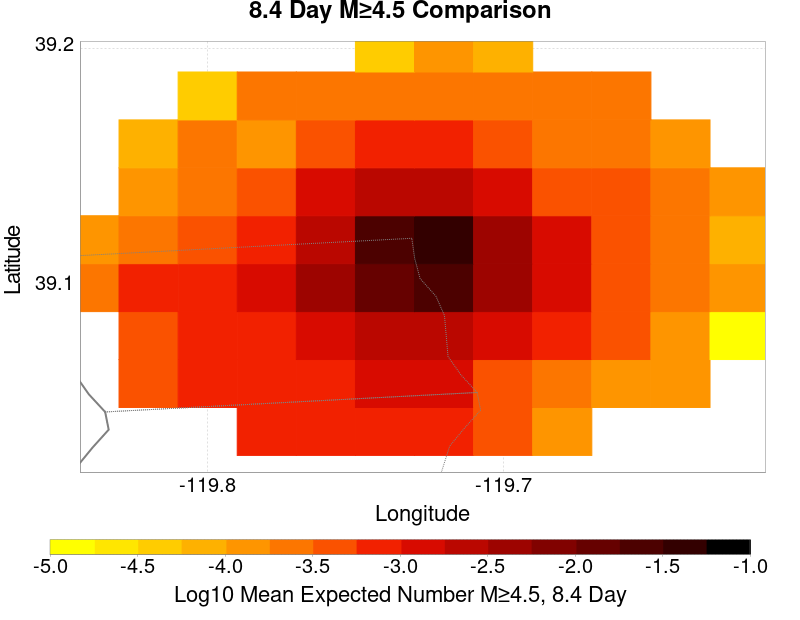 8.4 Day M≥4.5 Comparison
39.2
39.1
Latitude
-119.8 -119.7
Longitude
-5.0 -4.5 -4.0 -3.5 -3.0 -2.5 -2.0 -1.5 -1.0
Log10 Mean Expected Number M≥4.5, 8.4 Day